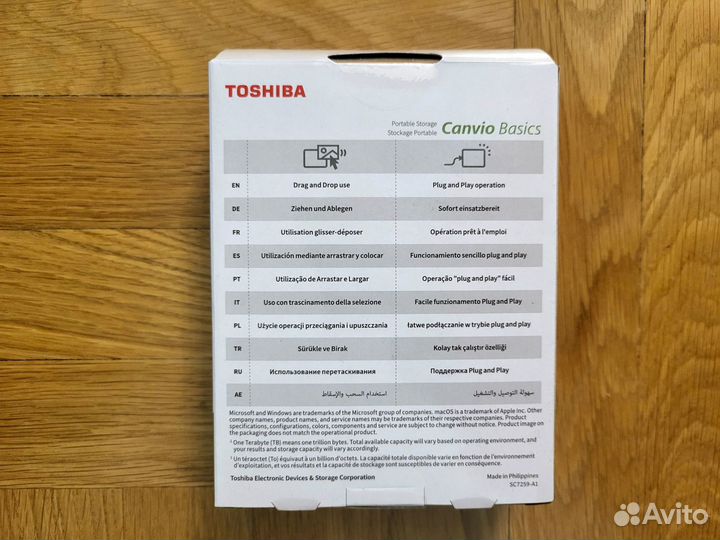 TOSHIBA
Portable Storage
Stockage Portable
Canvio Basics
EN Drag and Drop use Plug and Play operation
DE Ziehen und Ablegen Sofort einsatzbereit
FR Utilisation glisser-déposer Opération prêt à l'emploi
ES Utilización mediante arrastrar y colocar Funcionamiento sencillo plug and play
PT Utilização de Arrastar e Largar Operação "plug and play" fácil
IT Uso con trascinamento della selezione Facile funzionamento Plug and Play
PL Użycie operacji przeciągania i upuszczania łatwe podłączanie w trybie plug and play
TR Sürükle ve Bırak Kolay tak çalıştır özelliği
RU Использование перетаскивания Поддержка Plug and Play
AE استخدام السحب والإسقاط سهولة التوصيل والتشغيل
Microsoft and Windows are trademarks of the Microsoft group of companies. macOS is a trademark of Apple Inc. Other
company names, product names, and service names may be trademarks of their respective companies. Product
specifications, configurations, colors, components and service are subject to change without notice. Product image on
the packaging does not match the operational product.
¹ One Terabyte (TB) means one trillion bytes. Total available capacity will vary based on operating environment, and
your results and storage capacity will vary accordingly.
¹ Un téraoctet (To) équivaut à un billion d'octets. La capacité totale disponible varie en fonction de l'environnement
d'exploitation, et vos résultats et la capacité de stockage sont susceptibles de varier en conséquence.
Toshiba Electronic Devices & Storage Corporation
Made in Philippines
SC7259-A1
Avito